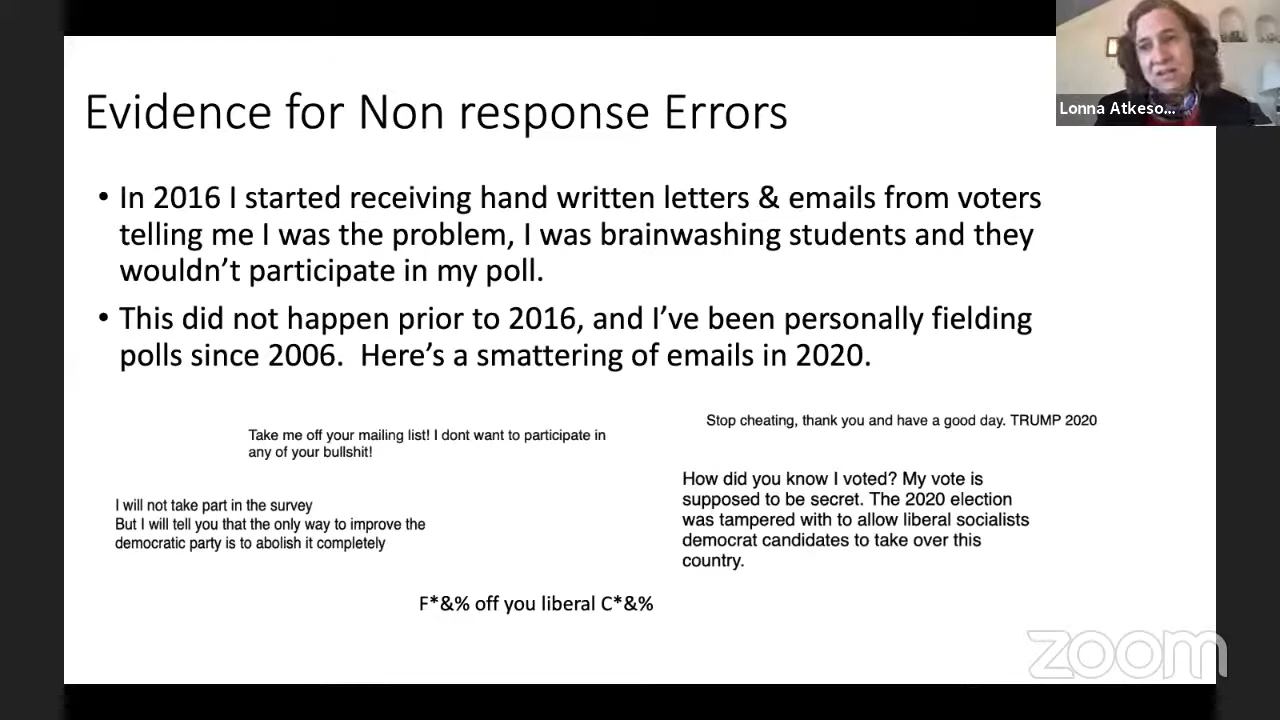 Lonna Atkeso...
Evidence for Non response Errors
• In 2016 I started receiving hand written letters & emails from voters
telling me I was the problem, I was brainwashing students and they
wouldn't participate in my poll.
• This did not happen prior to 2016, and I've been personally fielding
polls since 2006.  Here's a smattering of emails in 2020.
Take me off your mailing list! I dont want to participate in
any of your bullshit!
Stop cheating, thank you and have a good day. TRUMP 2020
I will not take part in the survey
But I will tell you that the only way to improve the
democratic party is to abolish it completely
How did you know I voted? My vote is
supposed to be secret. The 2020 election
was tampered with to allow liberal socialists
democrat candidates to take over this
country.
F*&% off you liberal C*&%
zoom